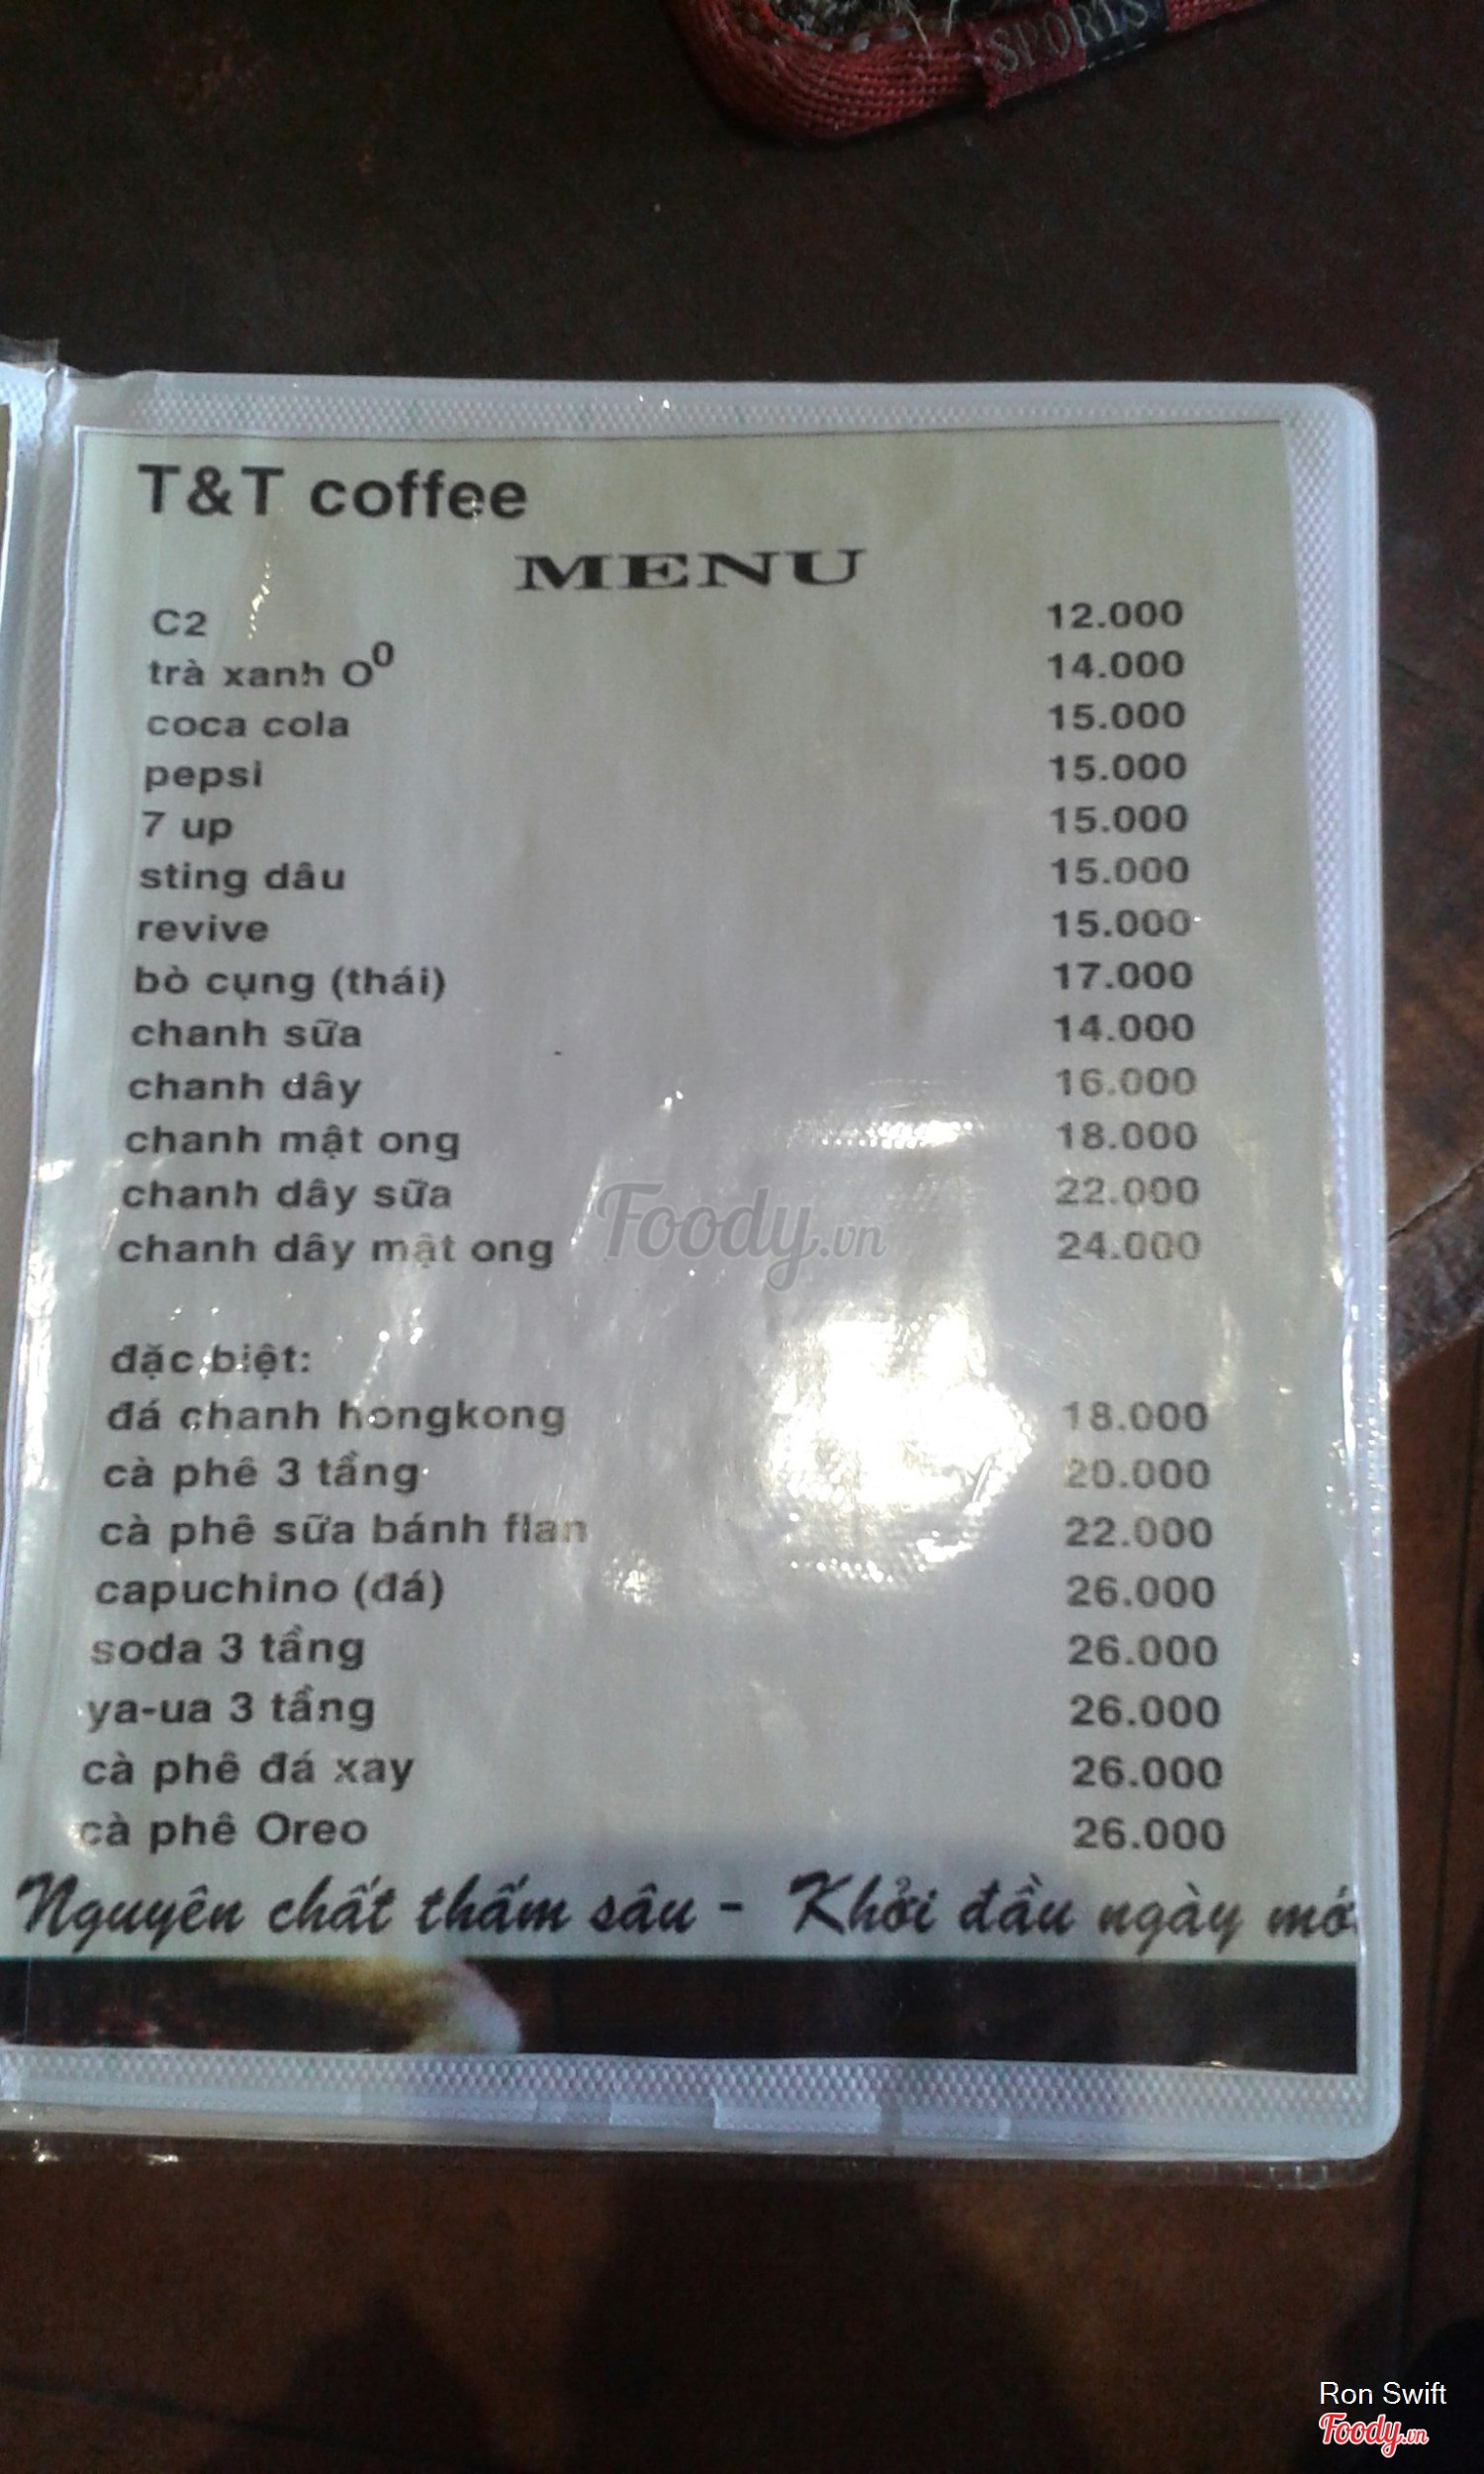 SPORTS
T&T coffee
MENU
C2 12.000
trà xanh O⁰ 14.000
coca cola 15.000
pepsi 15.000
7 up 15.000
sting dâu 15.000
revive 15.000
bò cụng (thái) 17.000
chanh sữa 14.000
chanh dây 16.000
chanh mật ong 18.000
chanh dây sữa 22.000
chanh dây mật ong 24.000
Foody.vn
đặc biệt:
đá chanh hongkong 18.000
cà phê 3 tầng 20.000
cà phê sữa bánh flan 22.000
capuchino (đá) 26.000
soda 3 tầng 26.000
ya-ua 3 tầng 26.000
cà phê đá xay 26.000
cà phê Oreo 26.000
Nguyên chất thấm sâu - Khởi đầu ngày
Ron Swift
Foody.vn